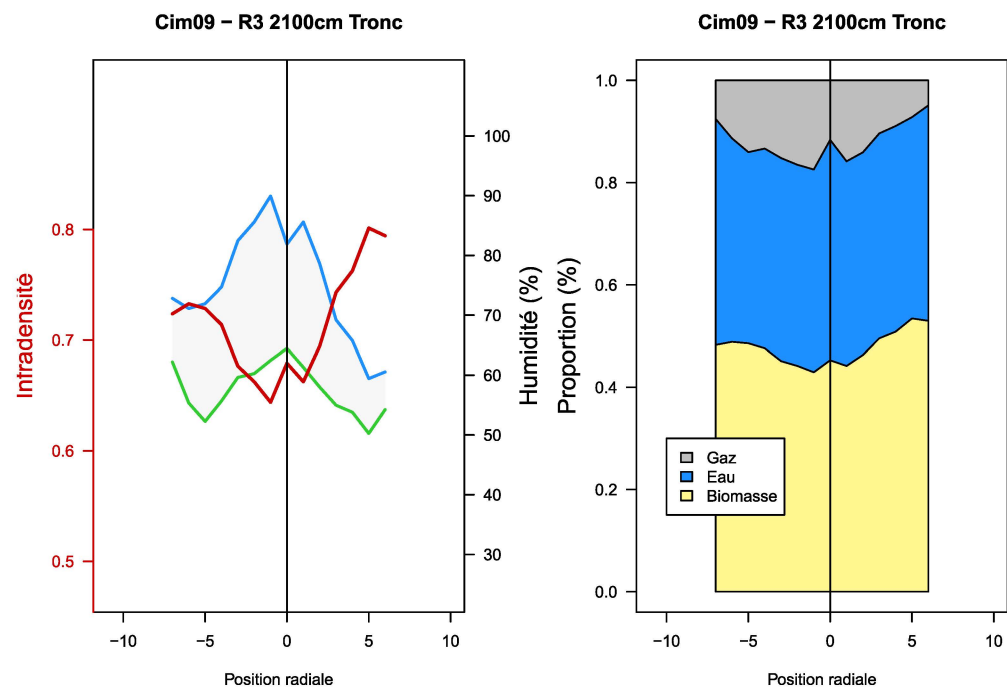 Cim09 − R3 2100cm Tronc
Infradensité
0.8
0.7
0.6
0.5
100
90
80
70
60
50
40
30
Humidité (%)
−10 −5 0 5 10
Position radiale
Cim09 − R3 2100cm Tronc
Proportion (%)
1.0
0.8
0.6
0.4
0.2
0.0
Gaz
Eau
Biomasse
−10 −5 0 5 10
Position radiale